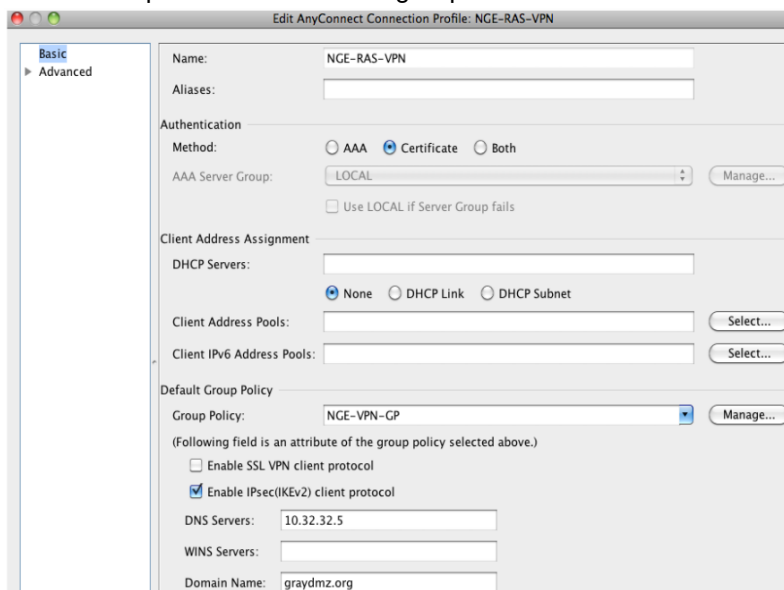 Edit AnyConnect Connection Profile: NGE-RAS-VPN
Basic
Advanced
Name: NGE-RAS-VPN
Aliases:
Authentication
Method: AAA Certificate Both
AAA Server Group: LOCAL Manage...
Use LOCAL if Server Group fails
Client Address Assignment
DHCP Servers:
None DHCP Link DHCP Subnet
Client Address Pools: Select...
Client IPv6 Address Pools: Select...
Default Group Policy
Group Policy: NGE-VPN-GP Manage...
(Following field is an attribute of the group policy selected above.)
Enable SSL VPN client protocol
Enable IPsec(IKEv2) client protocol
DNS Servers: 10.32.32.5
WINS Servers:
Domain Name: graydmz.org